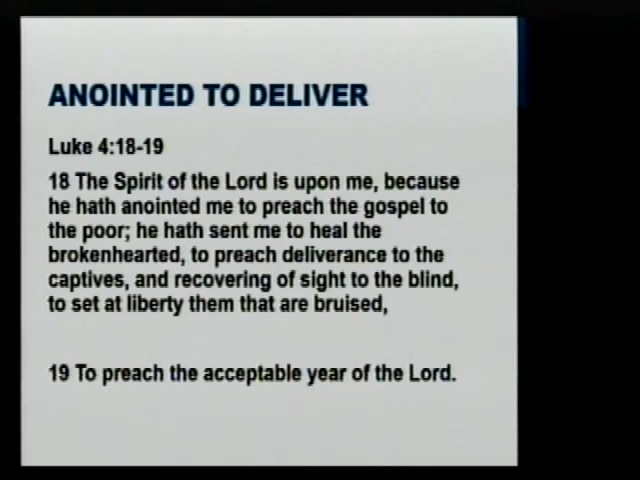 ANOINTED TO DELIVER
Luke 4:18-19
18 The Spirit of the Lord is upon me, because
he hath anointed me to preach the gospel to
the poor; he hath sent me to heal the
brokenhearted, to preach deliverance to the
captives, and recovering of sight to the blind,
to set at liberty them that are bruised,
19 To preach the acceptable year of the Lord.